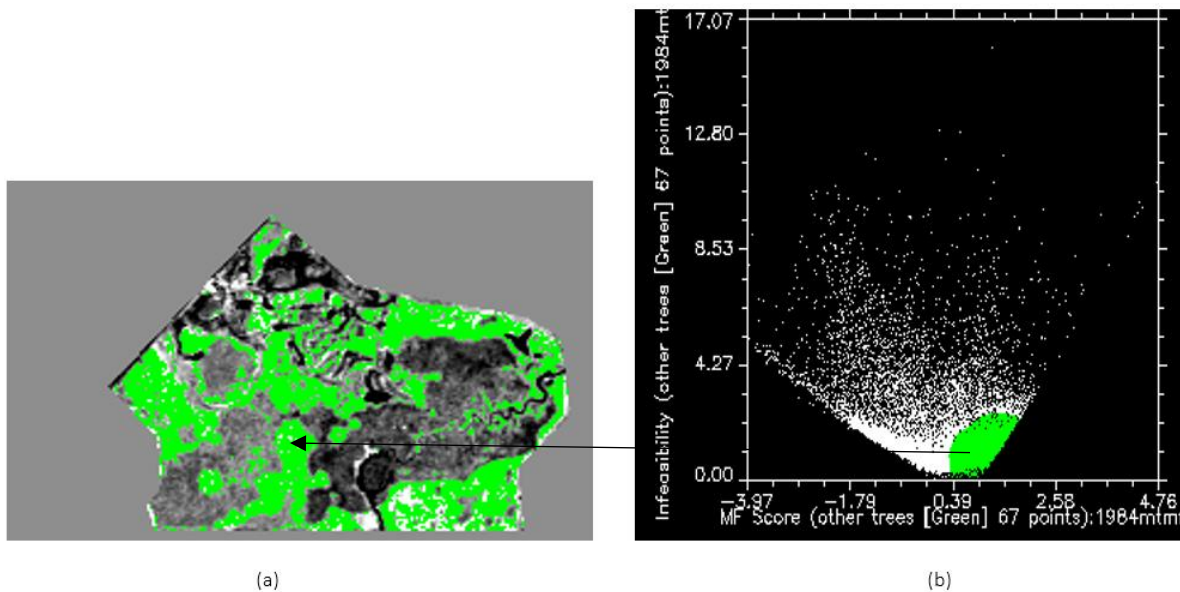 17.07
12.80
8.53
4.27
0.00
Infeasibility (other trees [Green] 67 points):1984mt
-3.97 -1.79 0.39 2.58 4.76
MF Score (other trees [Green] 67 points):1984mtm
(a) (b)